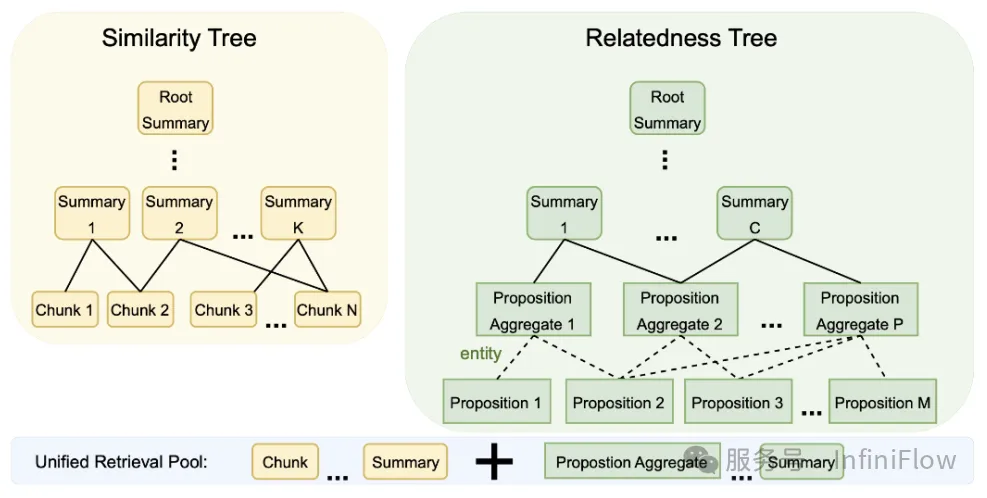 Similarity Tree
Root
Summary
Summary
1
Summary
2
...
Summary
K
Chunk 1
Chunk 2
Chunk 3
...
Chunk N
Relatedness Tree
Root
Summary
Summary
1
...
Summary
C
Proposition
Aggregate 1
Proposition
Aggregate 2
...
Proposition
Aggregate P
entity
Proposition 1
Proposition 2
Proposition 3
...
Proposition M
Unified Retrieval Pool:
Chunk
...
Summary
+
Propostion Aggregate
...
Summary
服务号 · InfiniFlow